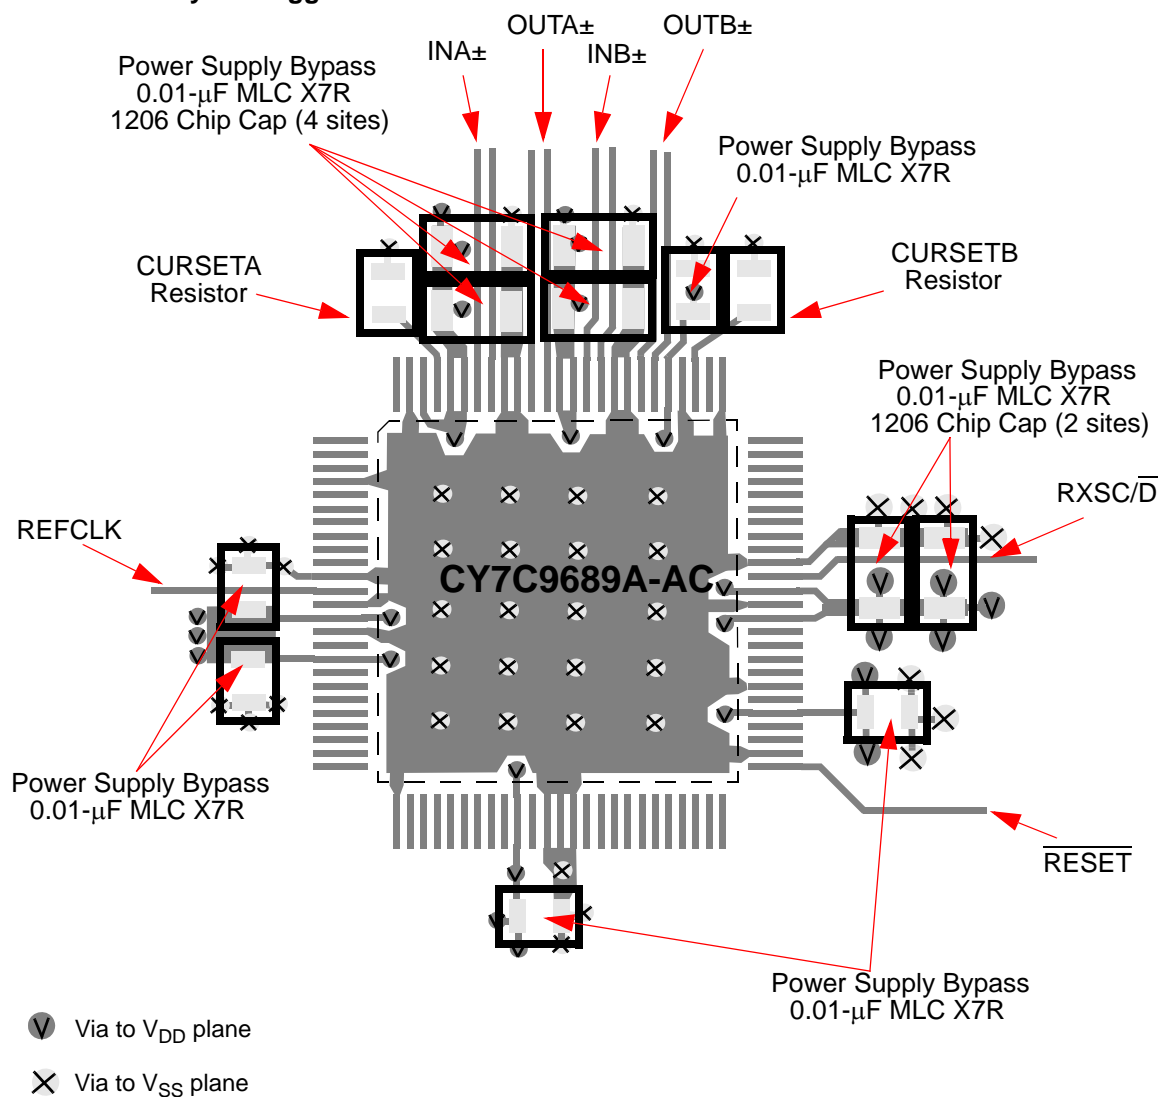 OUTA±
OUTB±
INA±
INB±
Power Supply Bypass
0.01-μF MLC X7R
1206 Chip Cap (4 sites)
Power Supply Bypass
0.01-μF MLC X7R
CURSETA
Resistor
CURSETB
Resistor
Power Supply Bypass
0.01-μF MLC X7R
1206 Chip Cap (2 sites)
RXSC/D̅
REFCLK
CY7C9689A-AC
Power Supply Bypass
0.01-μF MLC X7R
R̅E̅S̅E̅T̅
Power Supply Bypass
0.01-μF MLC X7R
V Via to VDD plane
X Via to VSS plane